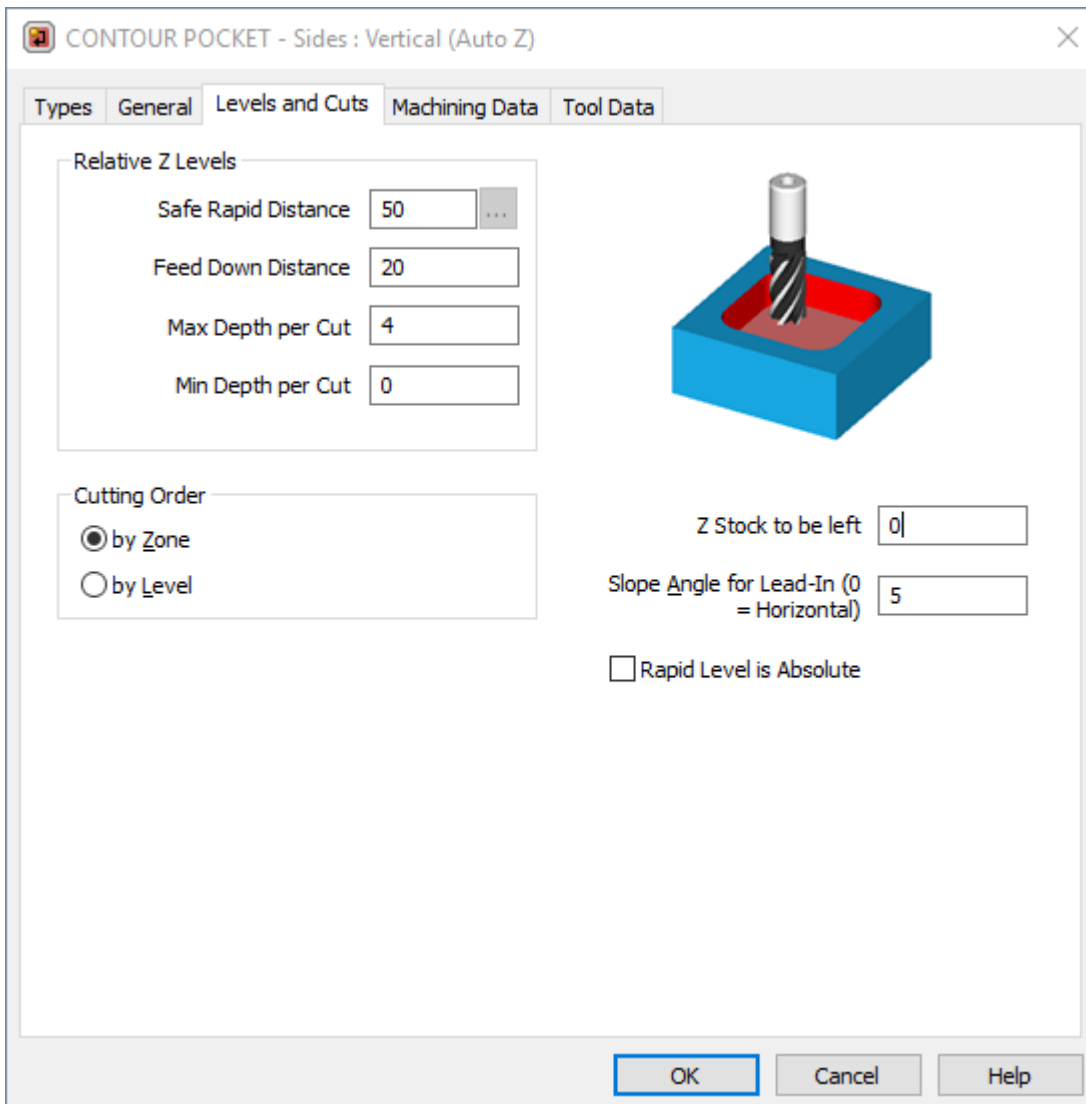 CONTOUR POCKET - Sides : Vertical (Auto Z)
Types General Levels and Cuts Machining Data Tool Data
Relative Z Levels
Safe Rapid Distance 50 ...
Feed Down Distance 20
Max Depth per Cut 4
Min Depth per Cut 0
Cutting Order
by Zone
by Level
Z Stock to be left 0
Slope Angle for Lead-In (0
= Horizontal) 5
Rapid Level is Absolute
OK Cancel Help